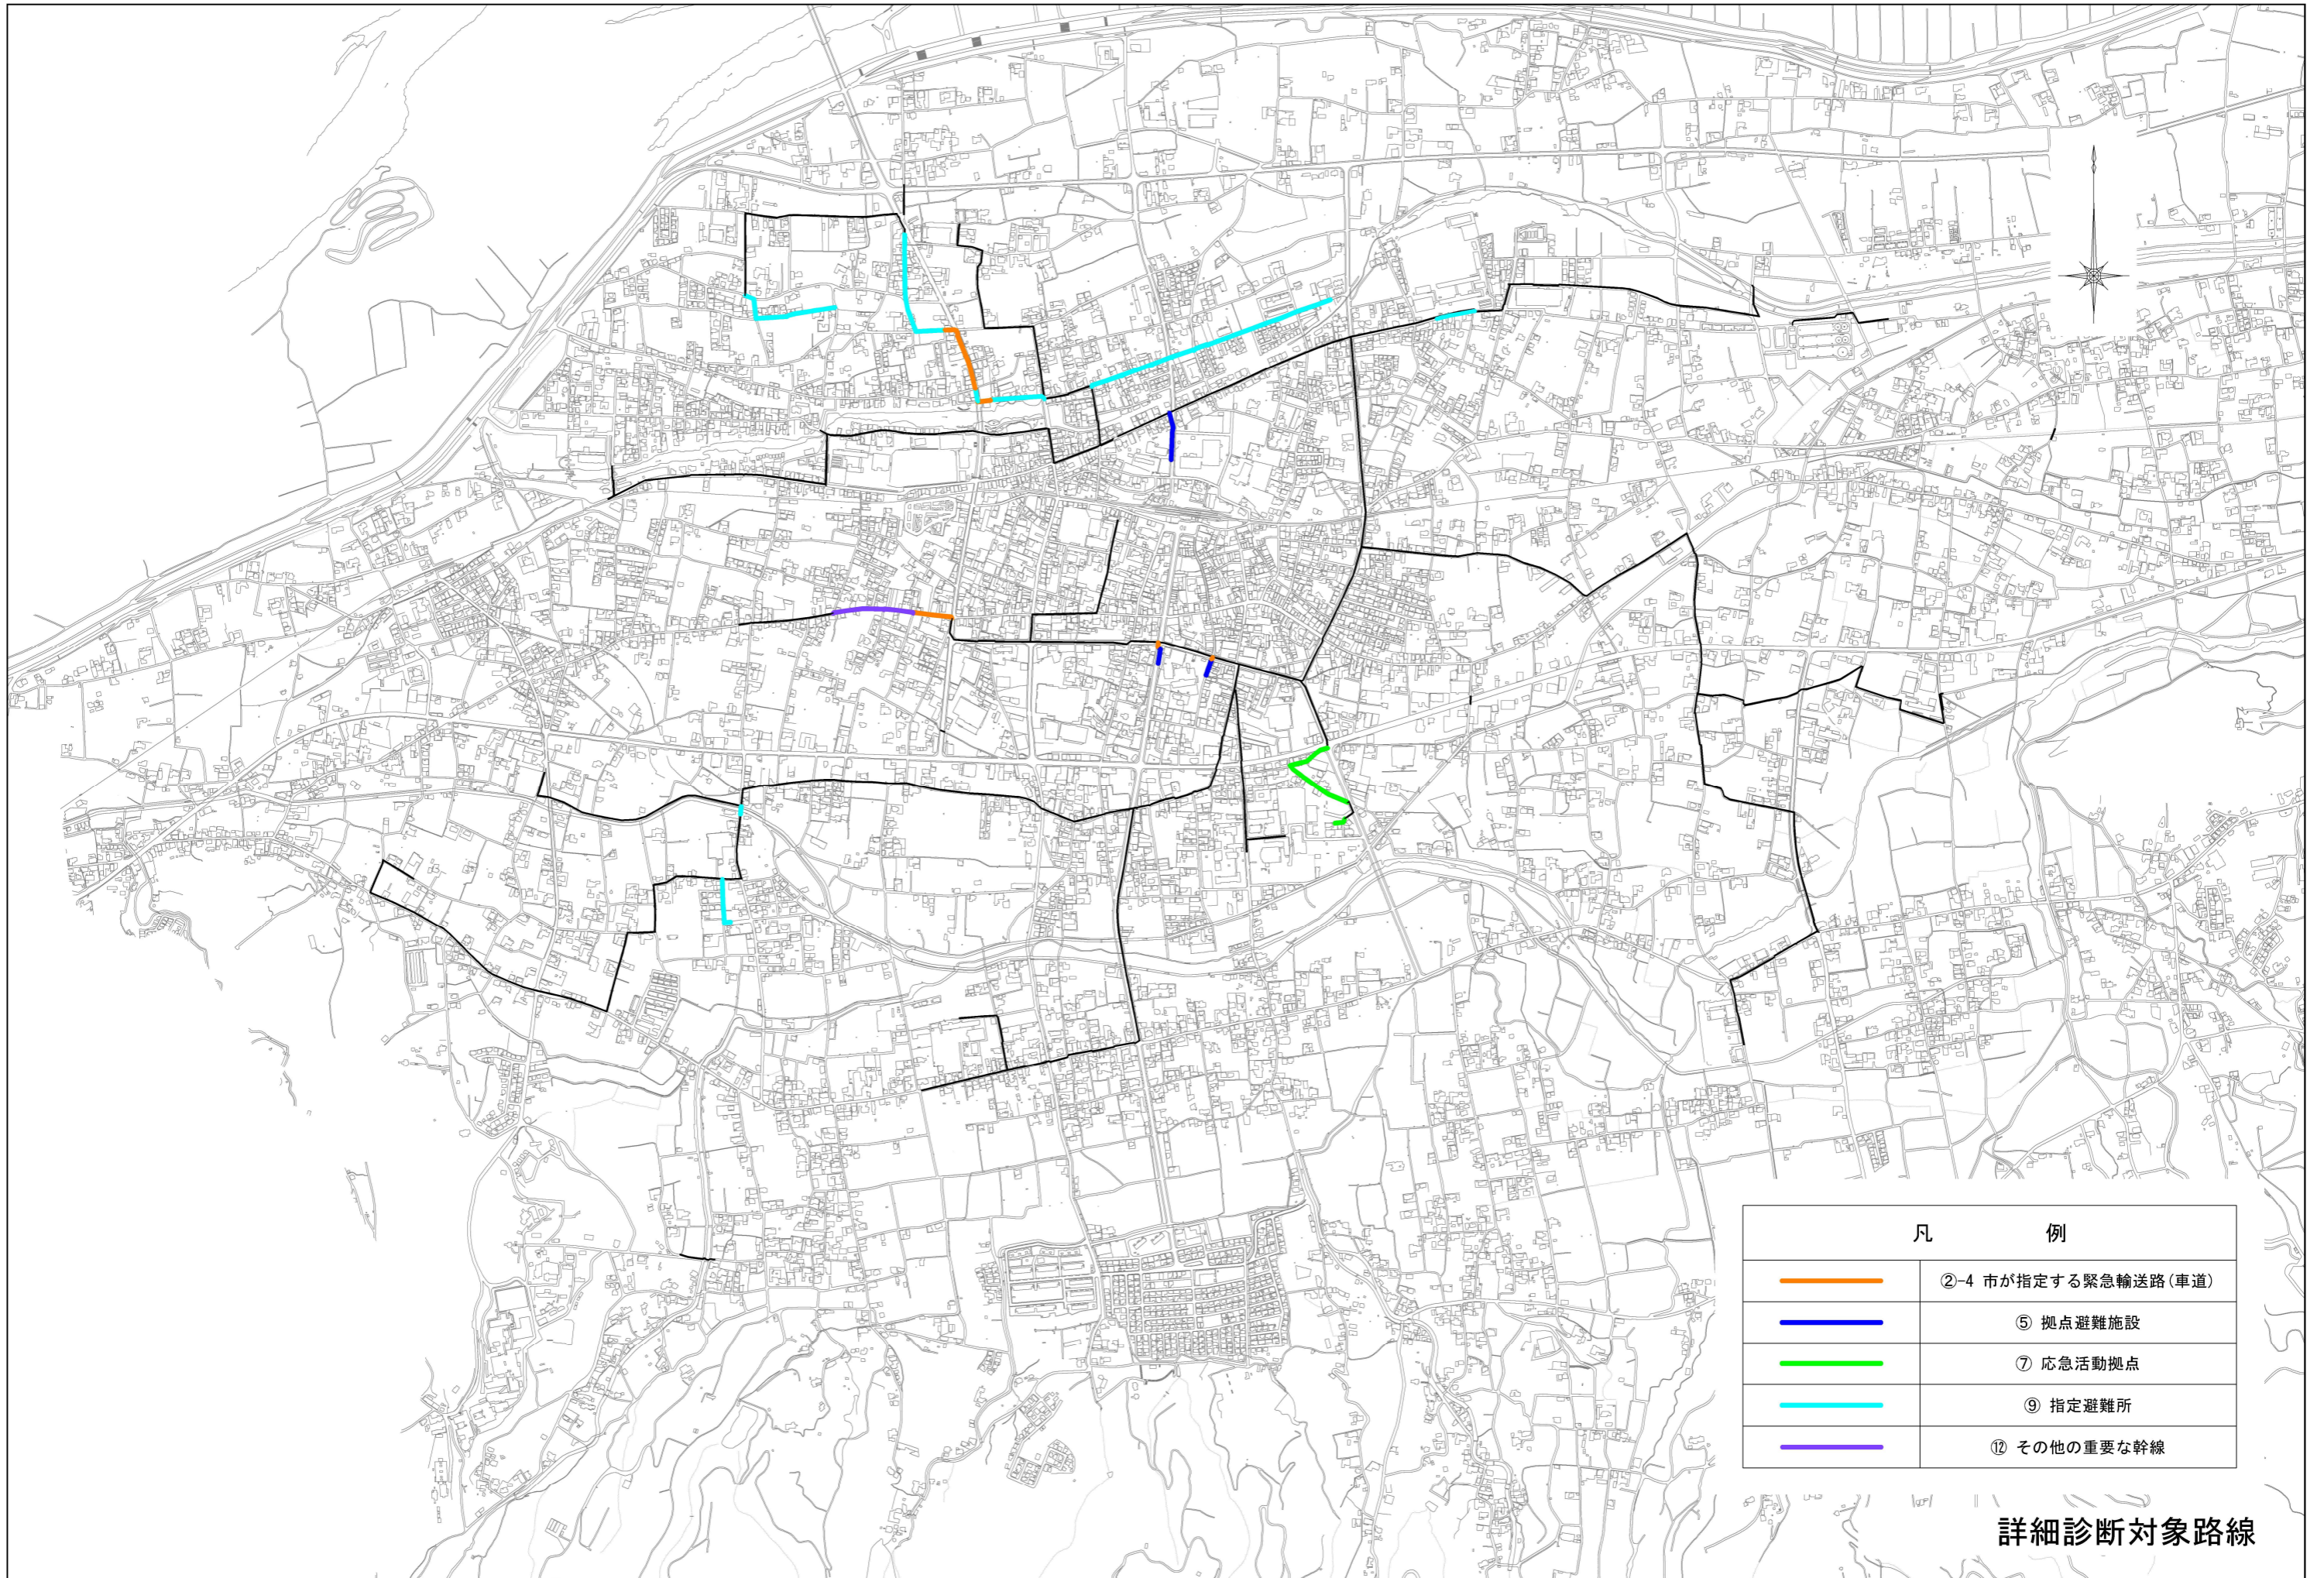 凡 例
②-4 市が指定する緊急輸送路(車道)
⑤ 拠点避難施設
⑦ 応急活動拠点
⑨ 指定避難所
⑫ その他の重要な幹線
詳細診断対象路線